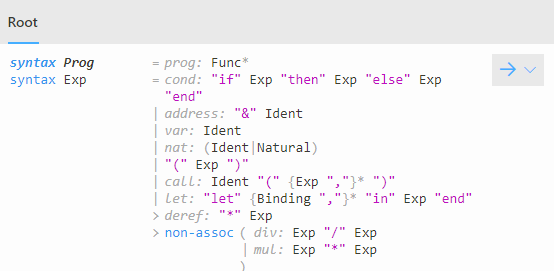 Root
syntax Prog = prog: Func*
syntax Exp = cond: "if" Exp "then" Exp "else" Exp
"end"
| address: "&" Ident
| var: Ident
| nat: (Ident|Natural)
| "(" Exp ")"
| call: Ident "(" {Exp ","}* ")"
| let: "let" {Binding ","}* "in" Exp "end"
> deref: "*" Exp
> non-assoc ( div: Exp "/" Exp
| mul: Exp "*" Exp
)